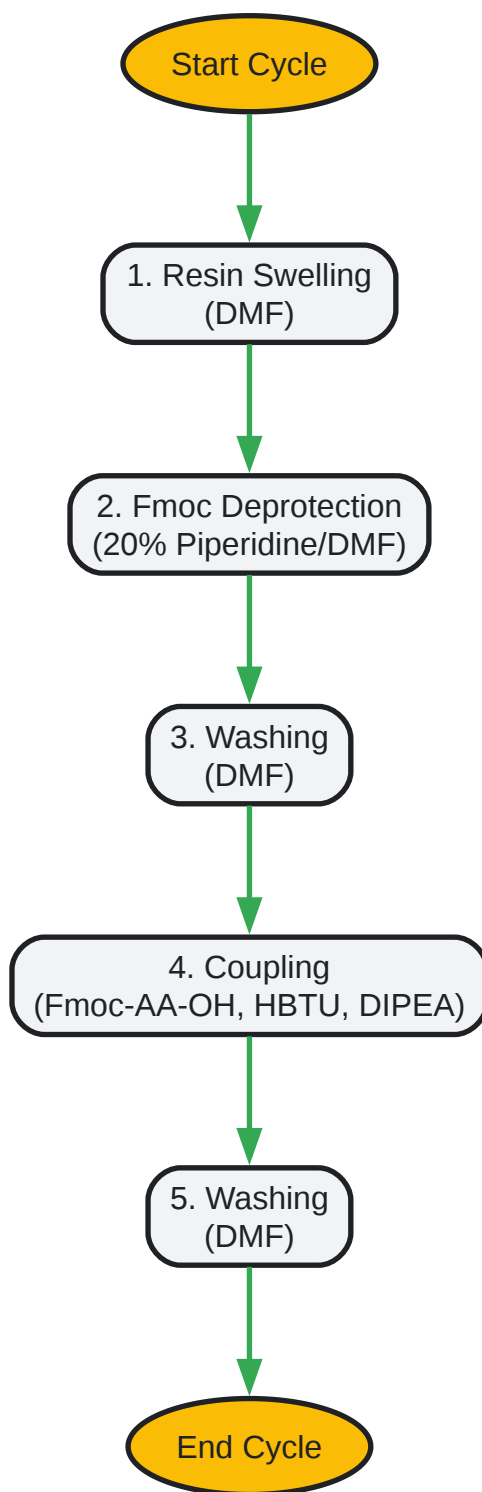 Start Cycle
1. Resin Swelling
(DMF)
2. Fmoc Deprotection
(20% Piperidine/DMF)
3. Washing
(DMF)
4. Coupling
(Fmoc-AA-OH, HBTU, DIPEA)
5. Washing
(DMF)
End Cycle